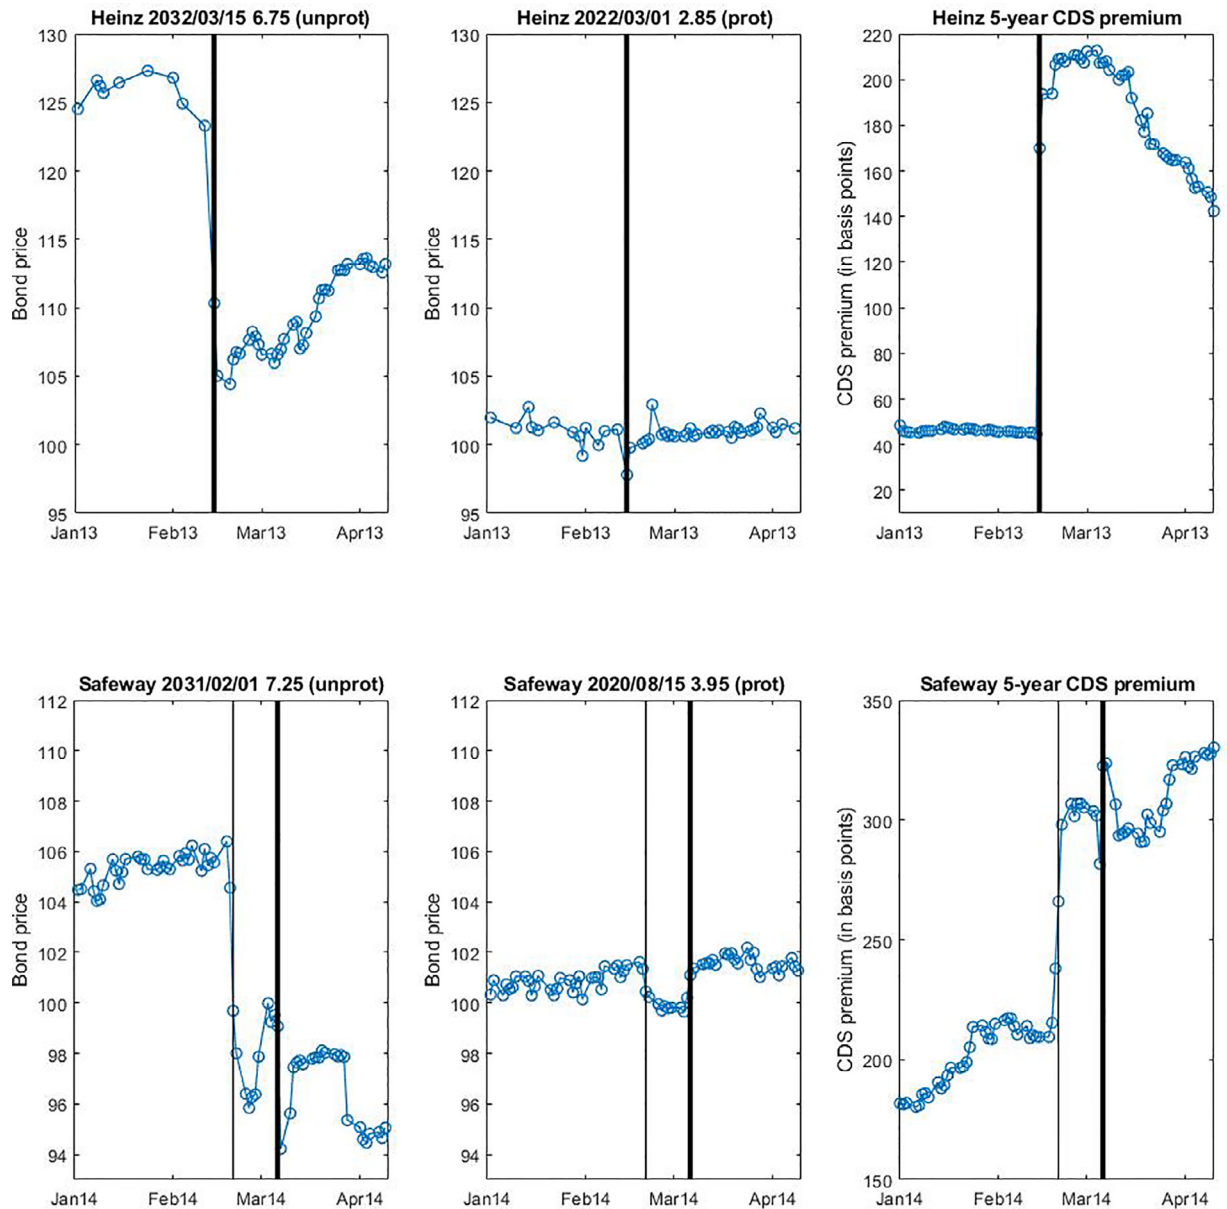 Heinz 2032/03/15 6.75 (unprot)
130
125
120
115
110
105
100
95
Bond price
Jan13 Feb13 Mar13 Apr13
Heinz 2022/03/01 2.85 (prot)
130
125
120
115
110
105
100
95
Bond price
Jan13 Feb13 Mar13 Apr13
Heinz 5-year CDS premium
220
200
180
160
140
120
100
80
60
40
20
CDS premium (in basis points)
Jan13 Feb13 Mar13 Apr13
Safeway 2031/02/01 7.25 (unprot)
112
110
108
106
104
102
100
98
96
94
Bond price
Jan14 Feb14 Mar14 Apr14
Safeway 2020/08/15 3.95 (prot)
112
110
108
106
104
102
100
98
96
94
Bond price
Jan14 Feb14 Mar14 Apr14
Safeway 5-year CDS premium
350
300
250
200
150
CDS premium (in basis points)
Jan14 Feb14 Mar14 Apr14